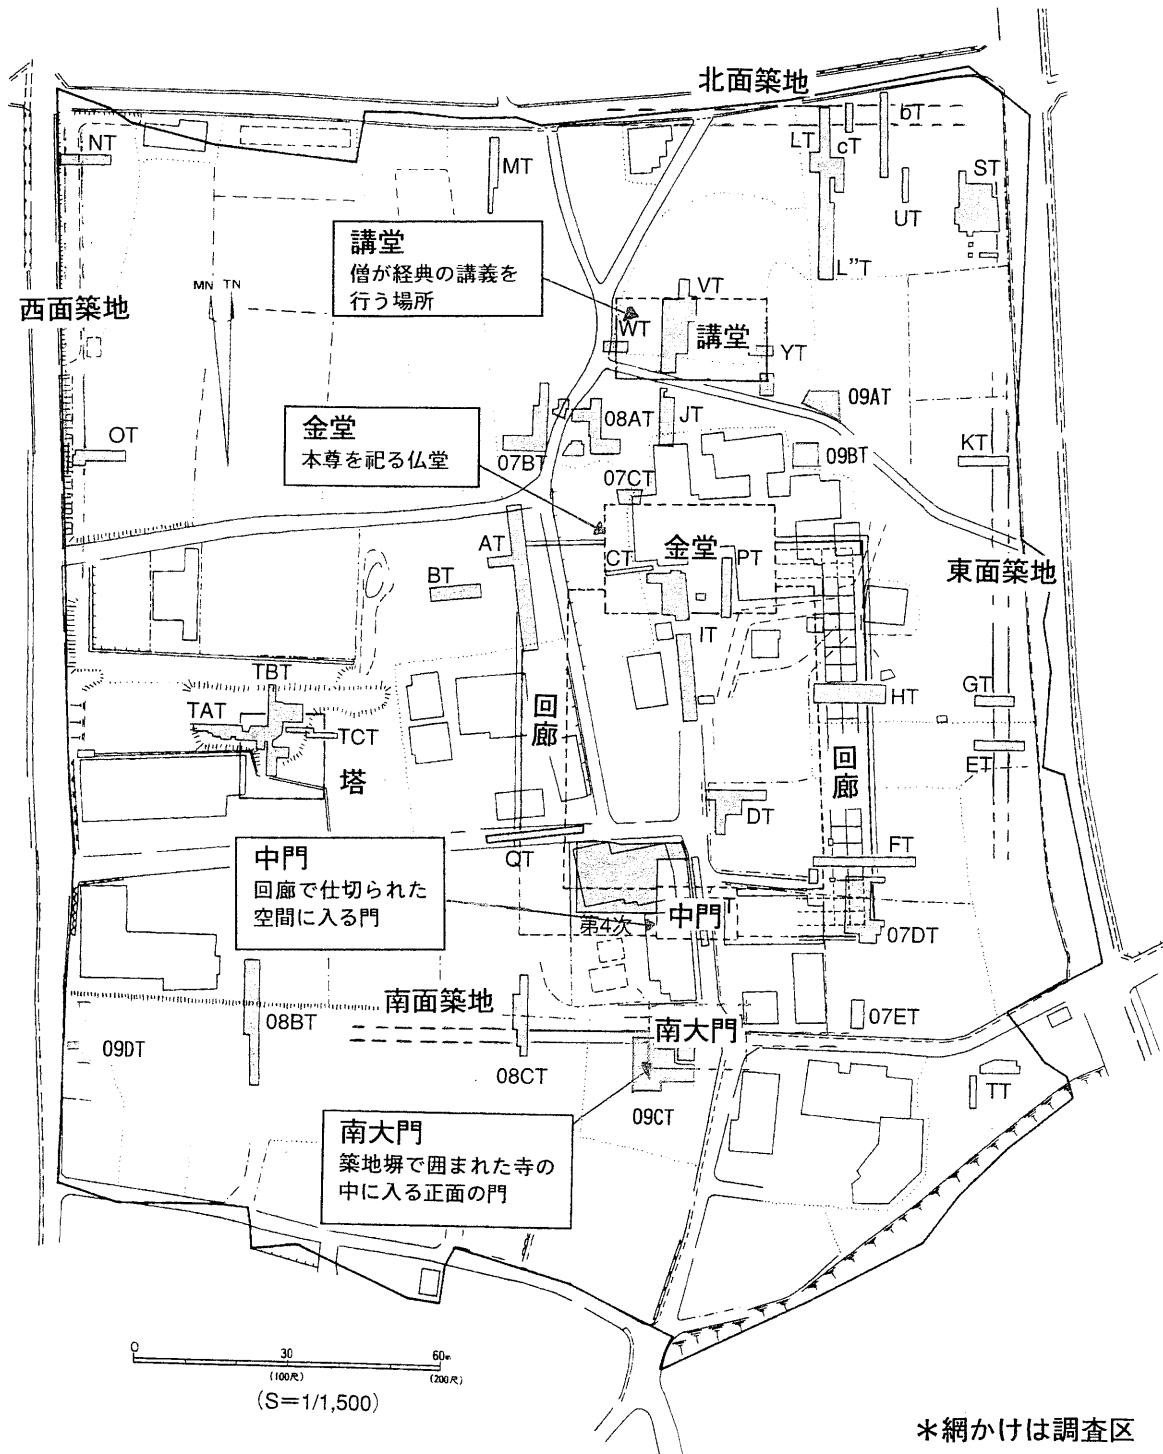 北面築地
bT
LT
cT
NT
MT
ST
UT
講堂
僧が経典の講義を
行う場所
L”T
MN TN
VT
西面築地
WT
講堂
YT
09AT
金堂
本尊を祀る仏堂
OT
08AT
JT
07BT
09BT
KT
07CT
AT
金堂
CT
PT
BT
東面築地
IT
TBT
HT
GT
TAT
回廊
TCT
回廊
ET
塔
DT
QT
FT
中門
回廊で仕切られた
空間に入る門
第4次
中門
07DT
南面築地
08BT
07ET
南大門
09DT
08CT
TT
09CT
南大門
築地塀で囲まれた寺の
中に入る正面の門
0 30 60m
(100尺) (200尺)
(S=1/1,500)
＊網かけは調査区